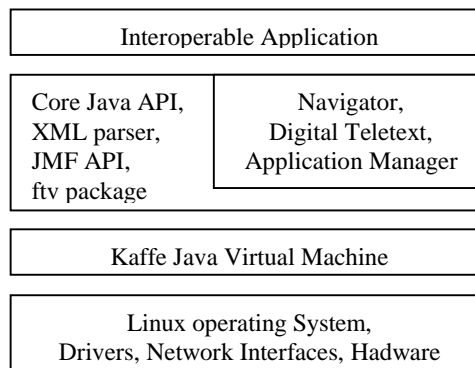 Interoperable Application
Core Java API,
XML parser,
JMF API,
ftv package
Navigator,
Digital Teletext,
Application Manager
Kaffe Java Virtual Machine
Linux operating System,
Drivers, Network Interfaces, Hadware